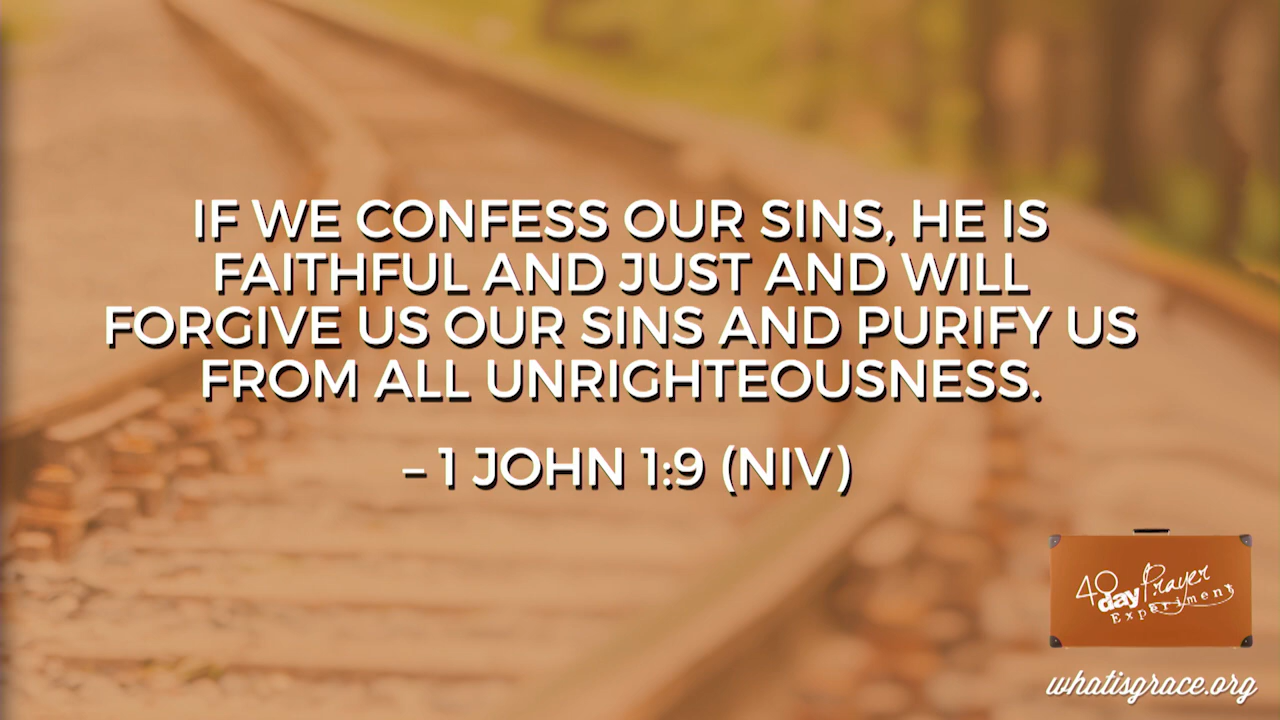 IF WE CONFESS OUR SINS, HE IS
FAITHFUL AND JUST AND WILL
FORGIVE US OUR SINS AND PURIFY US
FROM ALL UNRIGHTEOUSNESS.
– 1 JOHN 1:9 (NIV)
40
day Prayer
Experiment
whatisgrace.org